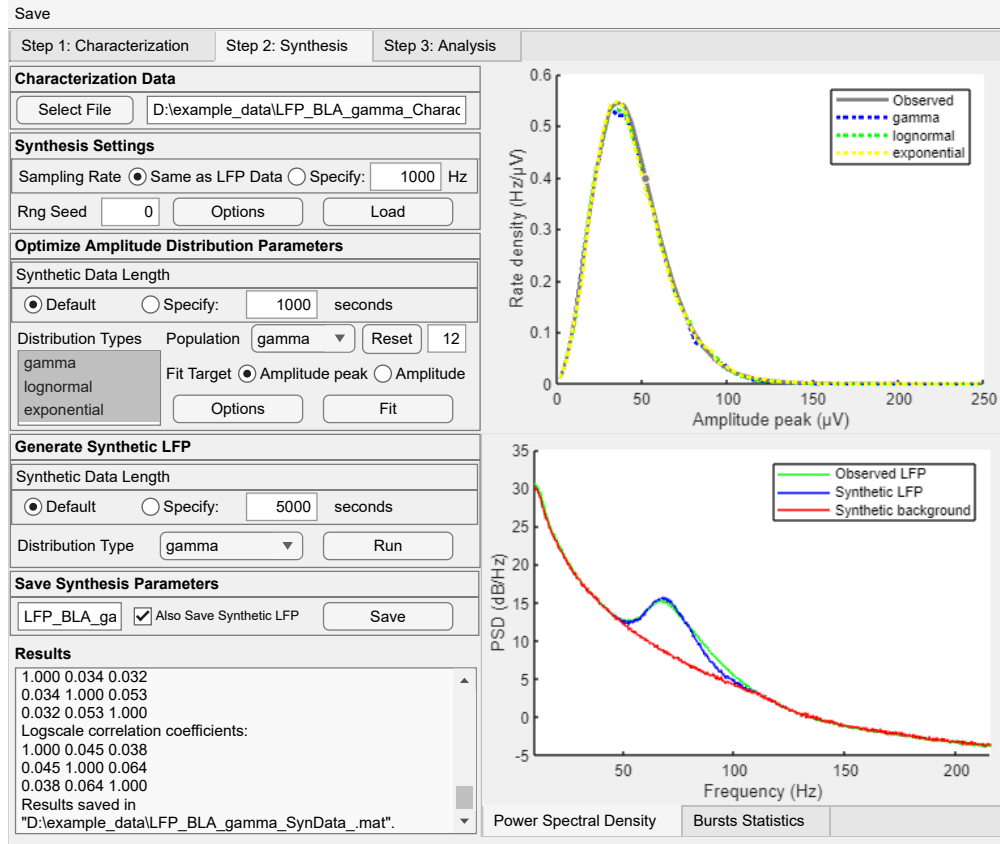 Save
Step 1: Characterization Step 2: Synthesis Step 3: Analysis
Characterization Data
Select File D:\example_data\LFP_BLA_gamma_Charac
Synthesis Settings
Sampling Rate Same as LFP Data Specify: 1000 Hz
Rng Seed 0 Options Load
Optimize Amplitude Distribution Parameters
Synthetic Data Length
Default Specify: 1000 seconds
Distribution Types Population gamma Reset 12
gamma
lognormal
exponential
Fit Target Amplitude peak Amplitude
Options Fit
Generate Synthetic LFP
Synthetic Data Length
Default Specify: 5000 seconds
Distribution Type gamma Run
Save Synthesis Parameters
LFP_BLA_ga Also Save Synthetic LFP Save
Results
1.000 0.034 0.032
0.034 1.000 0.053
0.032 0.053 1.000
Logscale correlation coefficients:
1.000 0.045 0.038
0.045 1.000 0.064
0.038 0.064 1.000
Results saved in
"D:\example_data\LFP_BLA_gamma_SynData_.mat".
0.6
0.5
0.4
0.3
0.2
0.1
0
Rate density (Hz/μV)
0 50 100 150 200 250
Amplitude peak (μV)
Observed
gamma
lognormal
exponential
35
30
25
20
15
10
5
0
-5
PSD (dB/Hz)
50 100 150 200
Frequency (Hz)
Observed LFP
Synthetic LFP
Synthetic background
Power Spectral Density Bursts Statistics